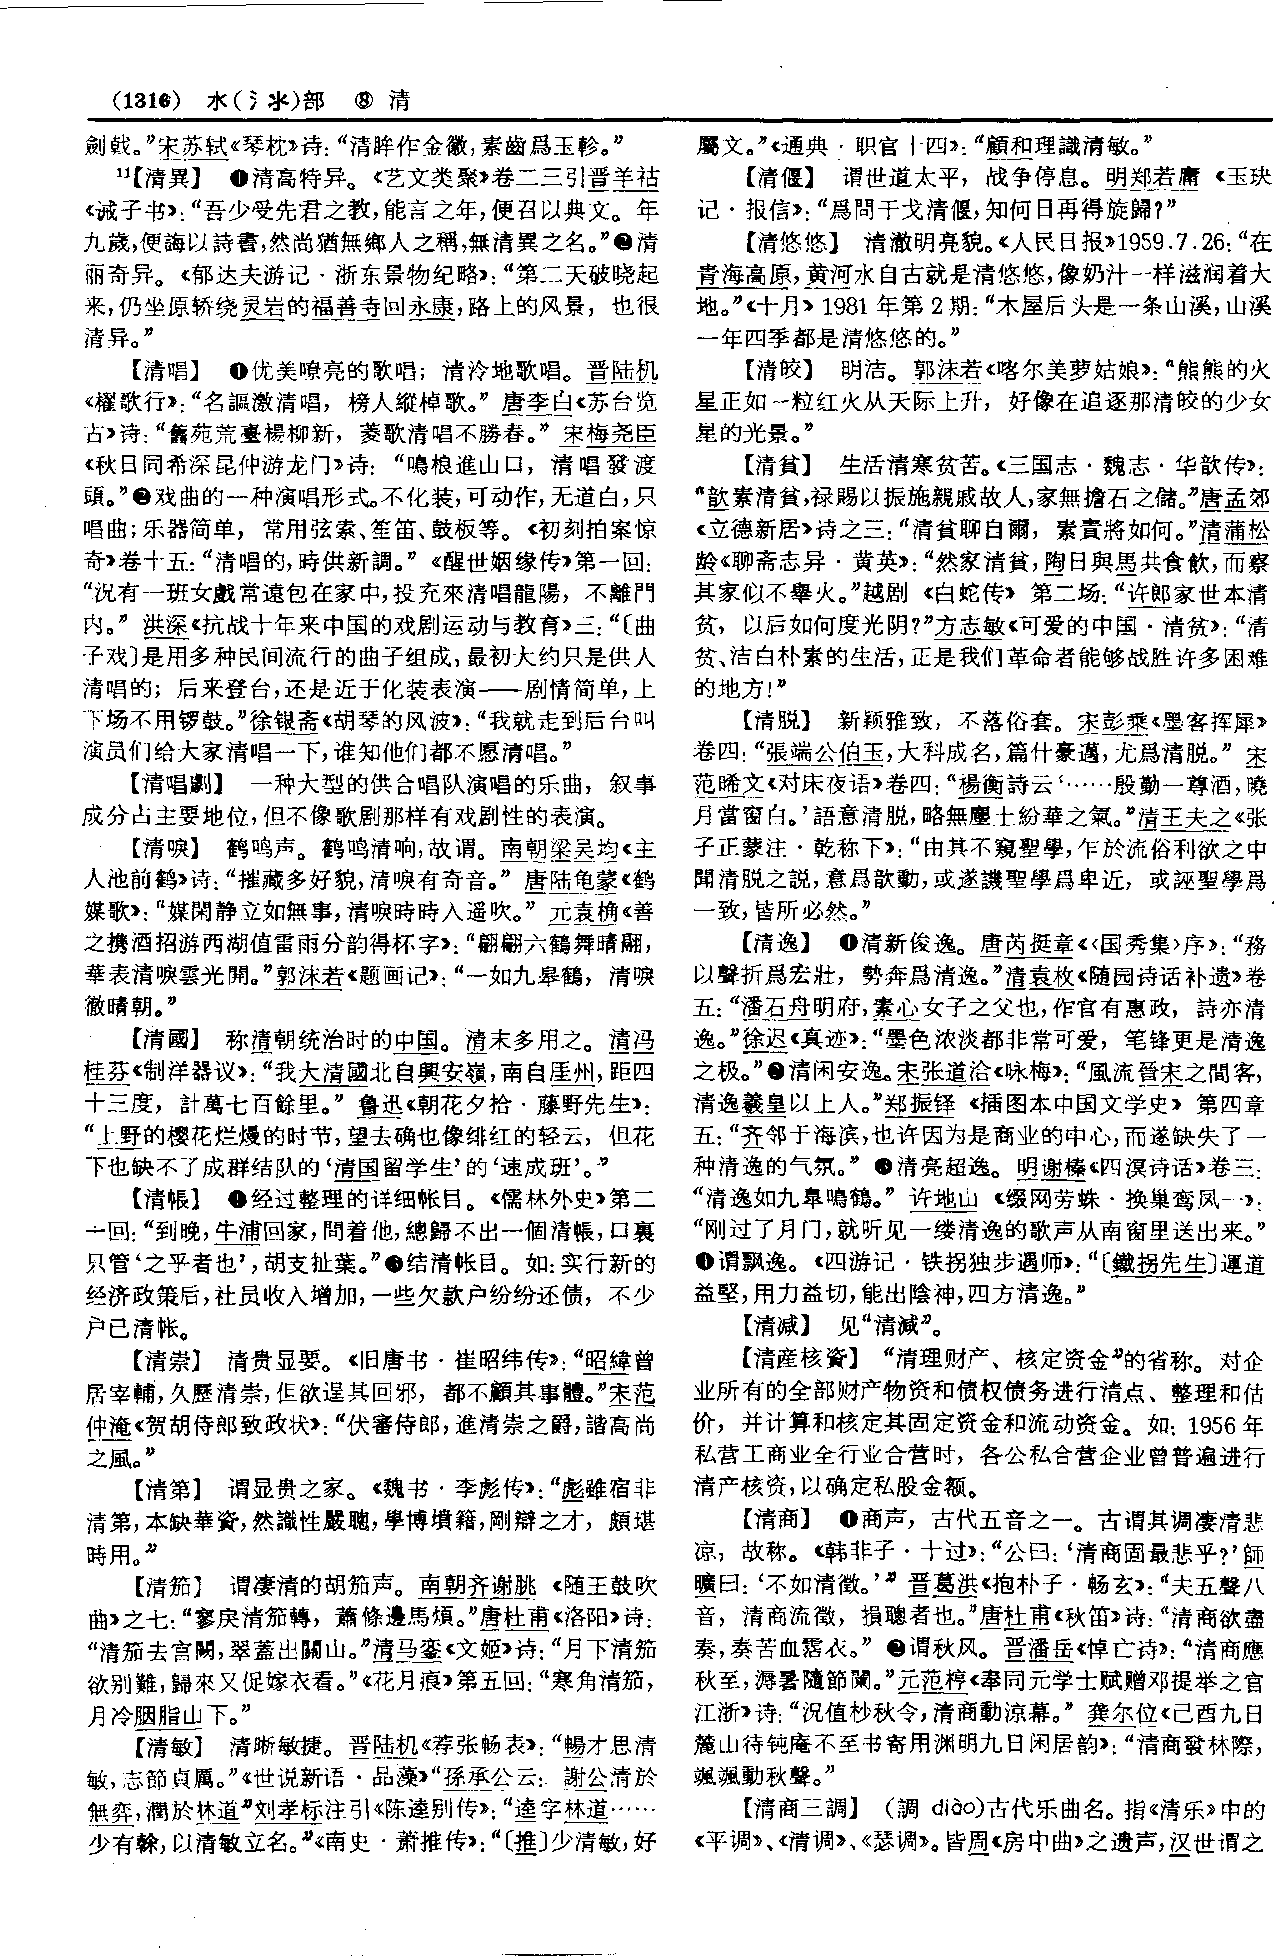 (1316) 水(氵氺)部 ⑧ 清
劍戟。”宋苏轼《琴枕》诗：“清眸作金徽，素齒爲玉軫。”
¹¹【清異】 ❶清高特异。《艺文类聚》卷二三引晋羊祜
《诫子书》：“吾少受先君之教，能言之年，便召以典文。年
九歲，便誨以詩書，然尚猶無鄉人之稱，無清異之名。”❷清
丽奇异。《郁达夫游记·浙东景物纪略》：“第二天破晓起
来，仍坐原轿绕灵岩的福善寺回永康，路上的风景，也很
清异。”
【清唱】 ❶优美嘹亮的歌唱；清泠地歌唱。晋陆机
《櫂歌行》：“名謳激清唱，榜人縱棹歌。”唐李白《苏台览
古》诗：“舊苑荒臺楊柳新，菱歌清唱不勝春。”宋梅尧臣
《秋日同希深昆仲游龙门》诗：“鳴桹進山口，清唱發渡
頭。”❷戏曲的一种演唱形式。不化装，可动作，无道白，只
唱曲；乐器简单，常用弦索、笙笛、鼓板等。《初刻拍案惊
奇》卷十五：“清唱的，時供新調。”《醒世姻缘传》第一回：
“況有一班女戲常遠包在家中，投充來清唱龍陽，不離門
内。”洪深《抗战十年来中国的戏剧运动与教育》三：“〔曲
子戏〕是用多种民间流行的曲子组成，最初大约只是供人
清唱的；后来登台，还是近于化装表演——剧情简单，上
下场不用锣鼓。”徐银斋《胡琴的风波》：“我就走到后台叫
演员们给大家清唱一下，谁知他们都不愿清唱。”
【清唱劇】 一种大型的供合唱队演唱的乐曲，叙事
成分占主要地位，但不像歌剧那样有戏剧性的表演。
【清唳】 鹤鸣声。鹤鸣清响，故谓。南朝梁吴均《主
人池前鹤》诗：“摧藏多好貌，清唳有奇音。”唐陆龟蒙《鹤
媒歌》：“媒閑静立如無事，清唳時時入遥吹。”元袁桷《善
之携酒招游西湖值雷雨分韵得杯字》：“翩翩六鶴舞晴翮，
華表清唳雲光開。”郭沫若《题画记》：“一如九皋鶴，清唳
徹晴朝。”
【清國】 称清朝统治时的中国。清末多用之。清冯
桂芬《制洋器议》：“我大清國北自興安嶺，南自厓州，距四
十三度，計萬七百餘里。”鲁迅《朝花夕拾·藤野先生》：
“上野的樱花烂熳的时节，望去确也像绯红的轻云，但花
下也缺不了成群结队的‘清国留学生’的‘速成班’。”
【清帳】 ❶经过整理的详细帐目。《儒林外史》第二
一回：“到晚，牛浦回家，問着他，總歸不出一個清帳，口裏
只管‘之乎者也’，胡支扯葉。”❷结清帐目。如：实行新的
经济政策后，社员收入增加，一些欠款户纷纷还债，不少
户已清帐。
【清崇】 清贵显要。《旧唐书·崔昭纬传》：“昭緯曾
居宰輔，久歷清崇，但欲逞其回邪，都不顧其事體。”宋范
仲淹《贺胡侍郎致政状》：“伏審侍郎，進清崇之爵，諧高尚
之風。”
【清第】 谓显贵之家。《魏书·李彪传》：“彪雖宿非
清第，本缺華資，然識性嚴聰，學博墳籍，剛辯之才，頗堪
時用。”
【清笳】 谓凄清的胡笳声。南朝齐谢朓《随王鼓吹
曲》之七：“寥戾清笳轉，蕭條邊馬煩。”唐杜甫《洛阳》诗：
“清笳去宫闕，翠蓋出關山。”清马銮《文姬》诗：“月下清笳
欲别難，歸來又促嫁衣看。”《花月痕》第五回：“寒角清笳，
月冷胭脂山下。”
【清敏】 清晰敏捷。晋陆机《荐张畅表》：“暢才思清
敏，志節貞厲。”《世说新语·品藻》“孫承公云：謝公清於
無奕，潤於林道”刘孝标注引《陈逵别传》：“逵字林道……
少有幹，以清敏立名。”《南史·萧推传》：“〔推〕少清敏，好
屬文。”《通典·职官十四》：“顧和理識清敏。”
【清偃】 谓世道太平，战争停息。明郑若庸《玉玦
记·报信》：“爲問干戈清偃，知何日再得旋歸？”
【清悠悠】 清澈明亮貌。《人民日报》1959.7.26：“在
青海高原，黄河水自古就是清悠悠，像奶汁一样滋润着大
地。”《十月》1981年第2期：“木屋后头是一条山溪，山溪
一年四季都是清悠悠的。”
【清皎】 明洁。郭沫若《喀尔美萝姑娘》：“熊熊的火
星正如一粒红火从天际上升，好像在追逐那清皎的少女
星的光景。”
【清貧】 生活清寒贫苦。《三国志·魏志·华歆传》：
“歆素清貧，禄賜以振施親戚故人，家無擔石之儲。”唐孟郊
《立德新居》诗之三：“清貧聊自爾，素責將如何。”清蒲松
龄《聊斋志异·黄英》：“然家清貧，陶日與馬共食飲，而察
其家似不舉火。”越剧《白蛇传》第二场：“许郎家世本清
贫，以后如何度光阴？”方志敏《可爱的中国·清贫》：“清
贫、洁白朴素的生活，正是我们革命者能够战胜许多困难
的地方！”
【清脱】 新颖雅致，不落俗套。宋彭乘《墨客挥犀》
卷四：“張端公伯玉，大科成名，篇什豪邁，尤爲清脱。”宋
范晞文《对床夜语》卷四：“楊衡詩云‘……殷勤一尊酒，曉
月當窗白。’語意清脱，略無塵土紛華之氣。”清王夫之《张
子正蒙注·乾称下》：“由其不窺聖學，乍於流俗利欲之中
聞清脱之説，意爲歆動，或遂譏聖學爲卑近，或誣聖學爲
一致，皆所必然。”
【清逸】 ❶清新俊逸。唐芮挺章《〈国秀集〉序》：“務
以聲折爲宏壯，勢奔爲清逸。”清袁枚《随园诗话补遗》卷
五：“潘石舟明府，素心女子之父也，作官有惠政，詩亦清
逸。”徐迟《真迹》：“墨色浓淡都非常可爱，笔锋更是清逸
之极。”❷清闲安逸。宋张道洽《咏梅》：“風流晉宋之間客，
清逸羲皇以上人。”郑振铎《插图本中国文学史》第四章
五：“齐邻于海滨，也许因为是商业的中心，而遂缺失了一
种清逸的气氛。”❸清亮超逸。明谢榛《四溟诗话》卷三：
“清逸如九皋鳴鶴。”许地山《缀网劳蛛·换巢鸾凤一》：
“刚过了月门，就听见一缕清逸的歌声从南窗里送出来。”
❹谓飘逸。《四游记·铁拐独步遇师》：“〔鐵拐先生〕運道
益堅，用力益切，能出陰神，四方清逸。”
【清减】 见“清減”。
【清産核資】 “清理财产、核定资金”的省称。对企
业所有的全部财产物资和债权债务进行清点、整理和估
价，并计算和核定其固定资金和流动资金。如：1956年
私营工商业全行业合营时，各公私合营企业曾普遍进行
清产核资，以确定私股金额。
【清商】 ❶商声，古代五音之一。古谓其调凄清悲
凉，故称。《韩非子·十过》：“公曰：‘清商固最悲乎？’師
曠曰：‘不如清徵。’”晋葛洪《抱朴子·畅玄》：“夫五聲八
音，清商流徵，損聰者也。”唐杜甫《秋笛》诗：“清商欲盡
奏，奏苦血霑衣。”❷谓秋风。晋潘岳《悼亡诗》：“清商應
秋至，溽暑隨節闌。”元范梈《奉同元学士赋赠邓提举之官
江浙》诗：“况值杪秋令，清商動涼幕。”龚尔位《己酉九日
麓山待钝庵不至书寄用渊明九日闲居韵》：“清商發林際，
颯颯動秋聲。”
【清商三調】 （調 diào）古代乐曲名。指《清乐》中的
《平调》、《清调》、《瑟调》。皆周《房中曲》之遗声，汉世谓之